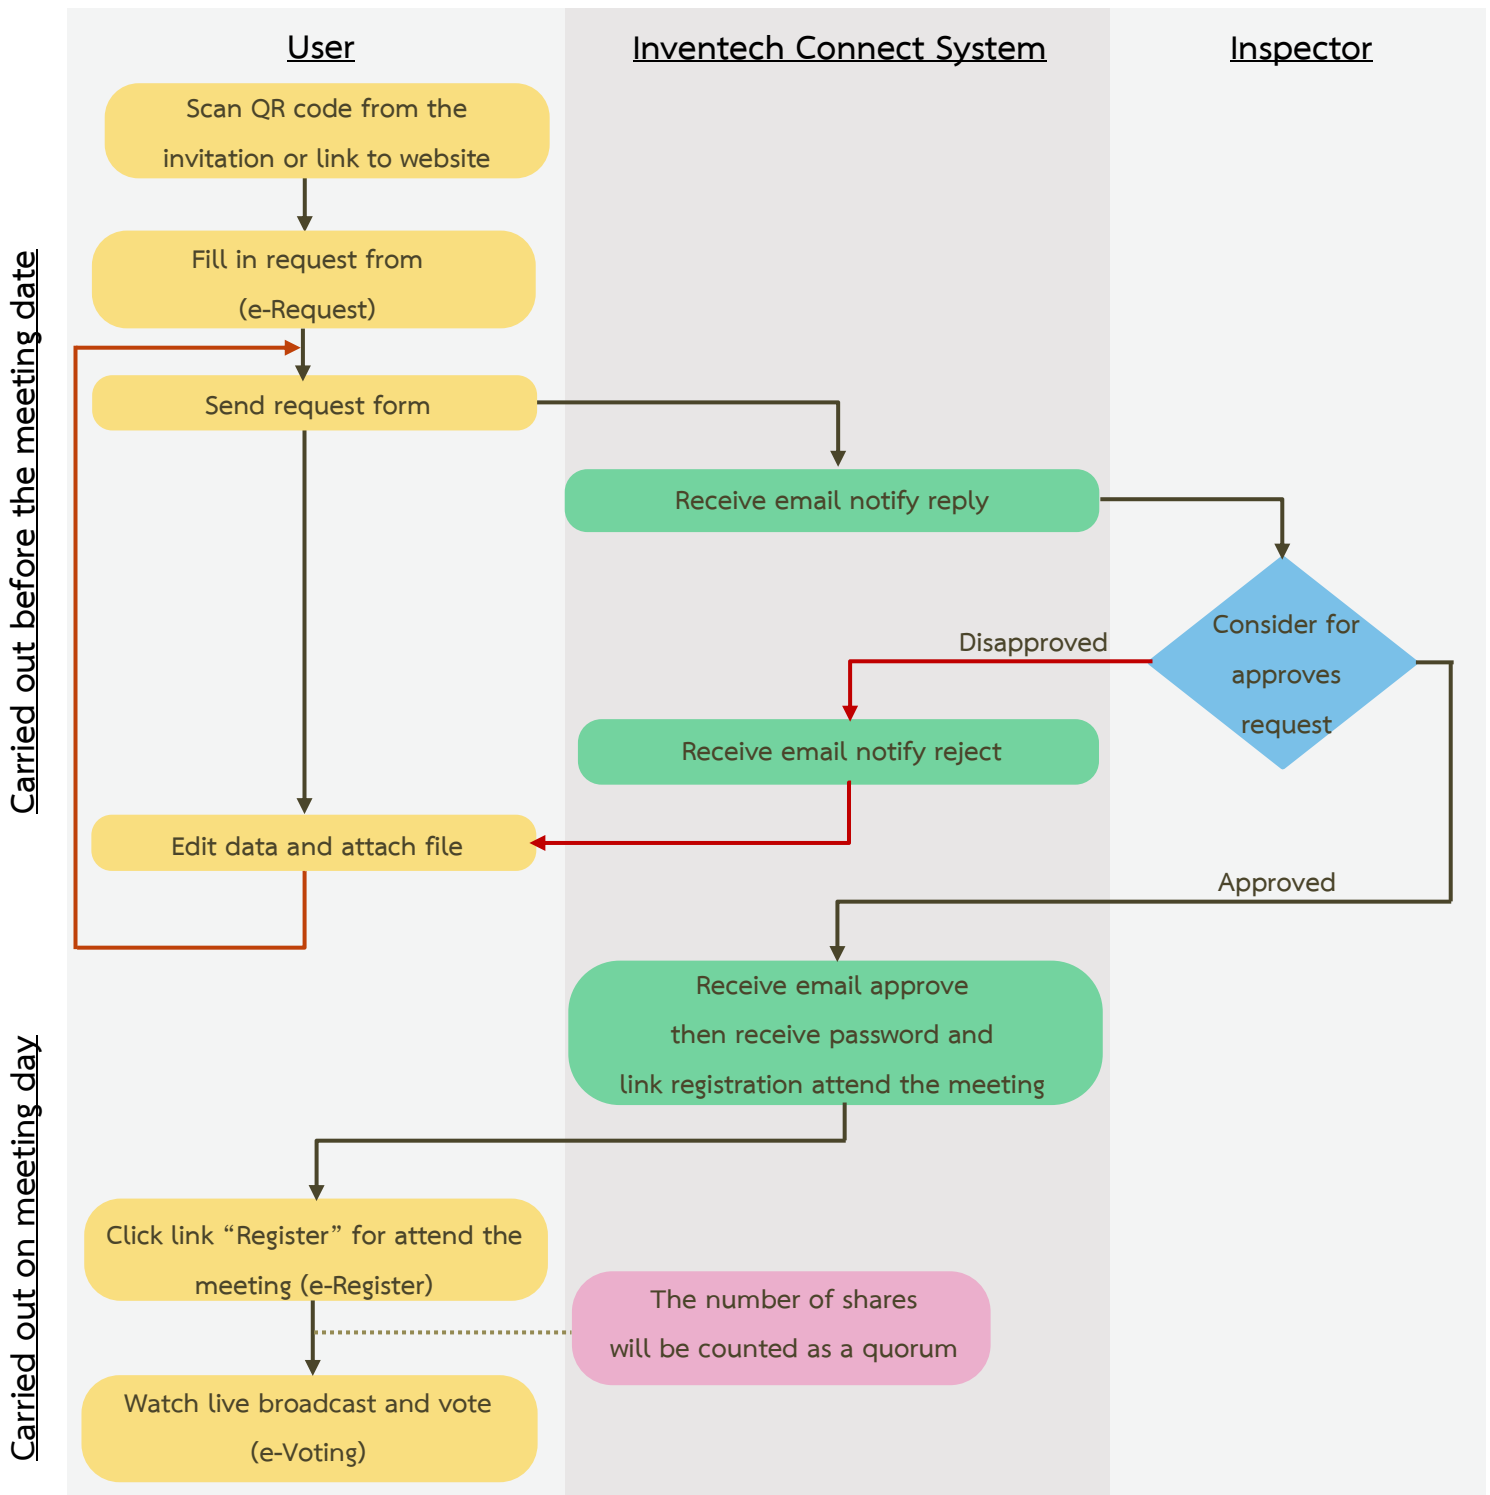 User
Inventech Connect System
Inspector
Carried out before the meeting date
Scan QR code from the
invitation or link to website
Fill in request from
(e-Request)
Send request form
Receive email notify reply
Consider for
approves
request
Disapproved
Receive email notify reject
Edit data and attach file
Approved
Receive email approve
then receive password and
link registration attend the meeting
Carried out on meeting day
Click link “Register” for attend the
meeting (e-Register)
The number of shares
will be counted as a quorum
Watch live broadcast and vote
(e-Voting)